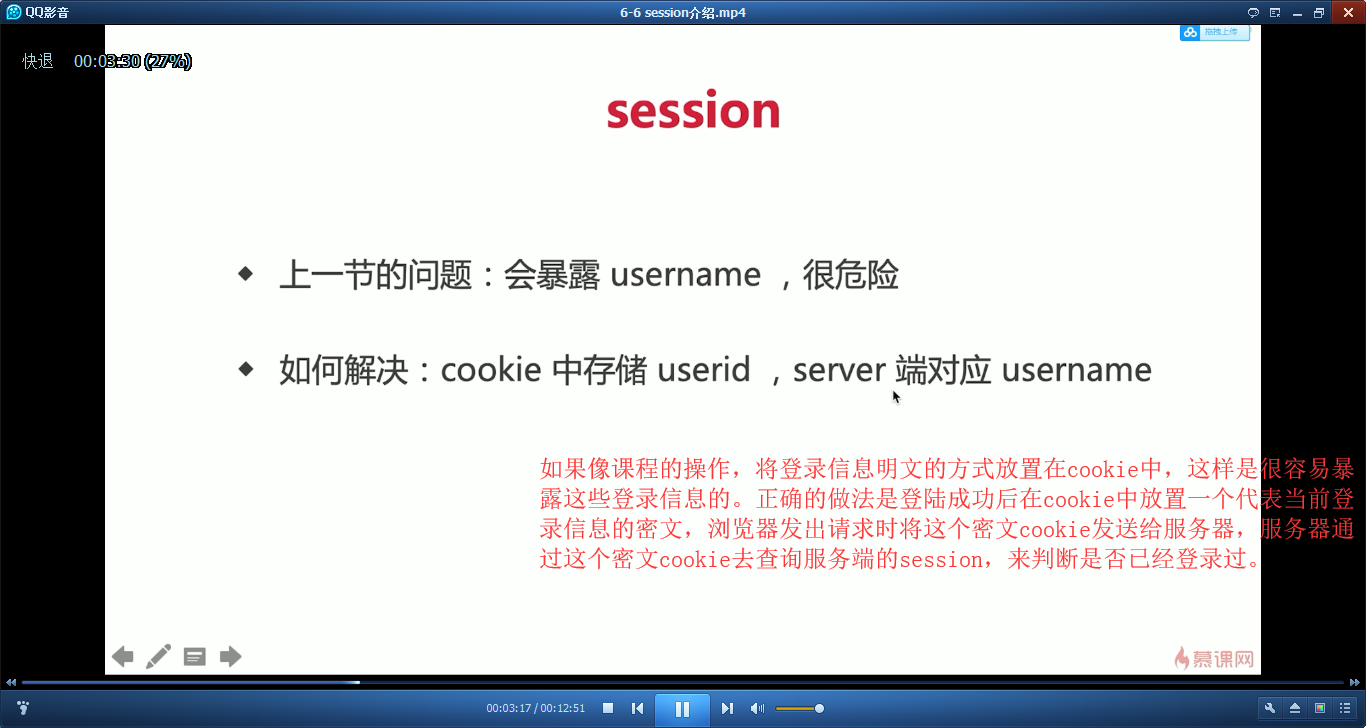 QQ影音
6-6 session介绍.mp4
拖拽上传
快退 00:03:30 (27%)
session
上一节的问题：会暴露 username ，很危险
如何解决：cookie 中存储 userid ，server 端对应 username
如果像课程的操作，将登录信息明文的方式放置在cookie中，这样是很容易暴
露这些登录信息的。正确的做法是登陆成功后在cookie中放置一个代表当前登
录信息的密文，浏览器发出请求时将这个密文cookie发送给服务器，服务器通
过这个密文cookie去查询服务端的session，来判断是否已经登录过。
慕课网
00:03:17 / 00:12:51